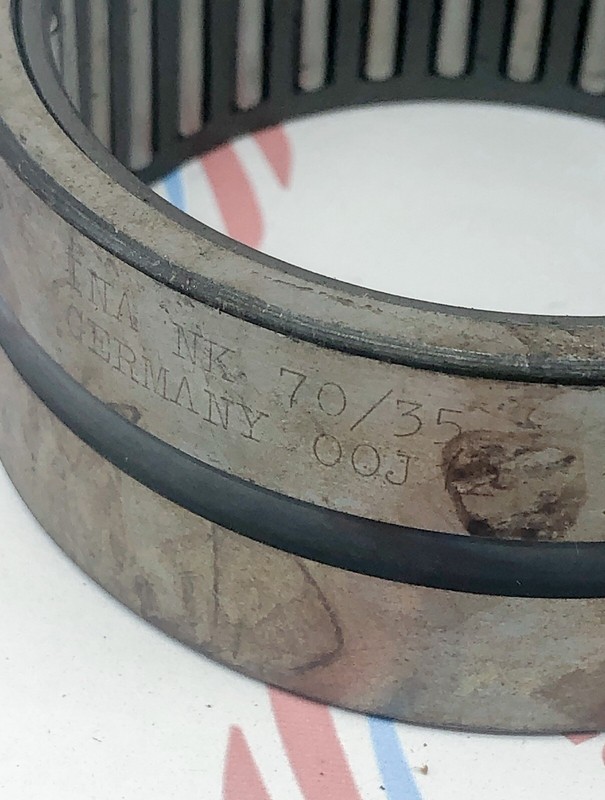 INA NK 70/35
GERMANY 00J